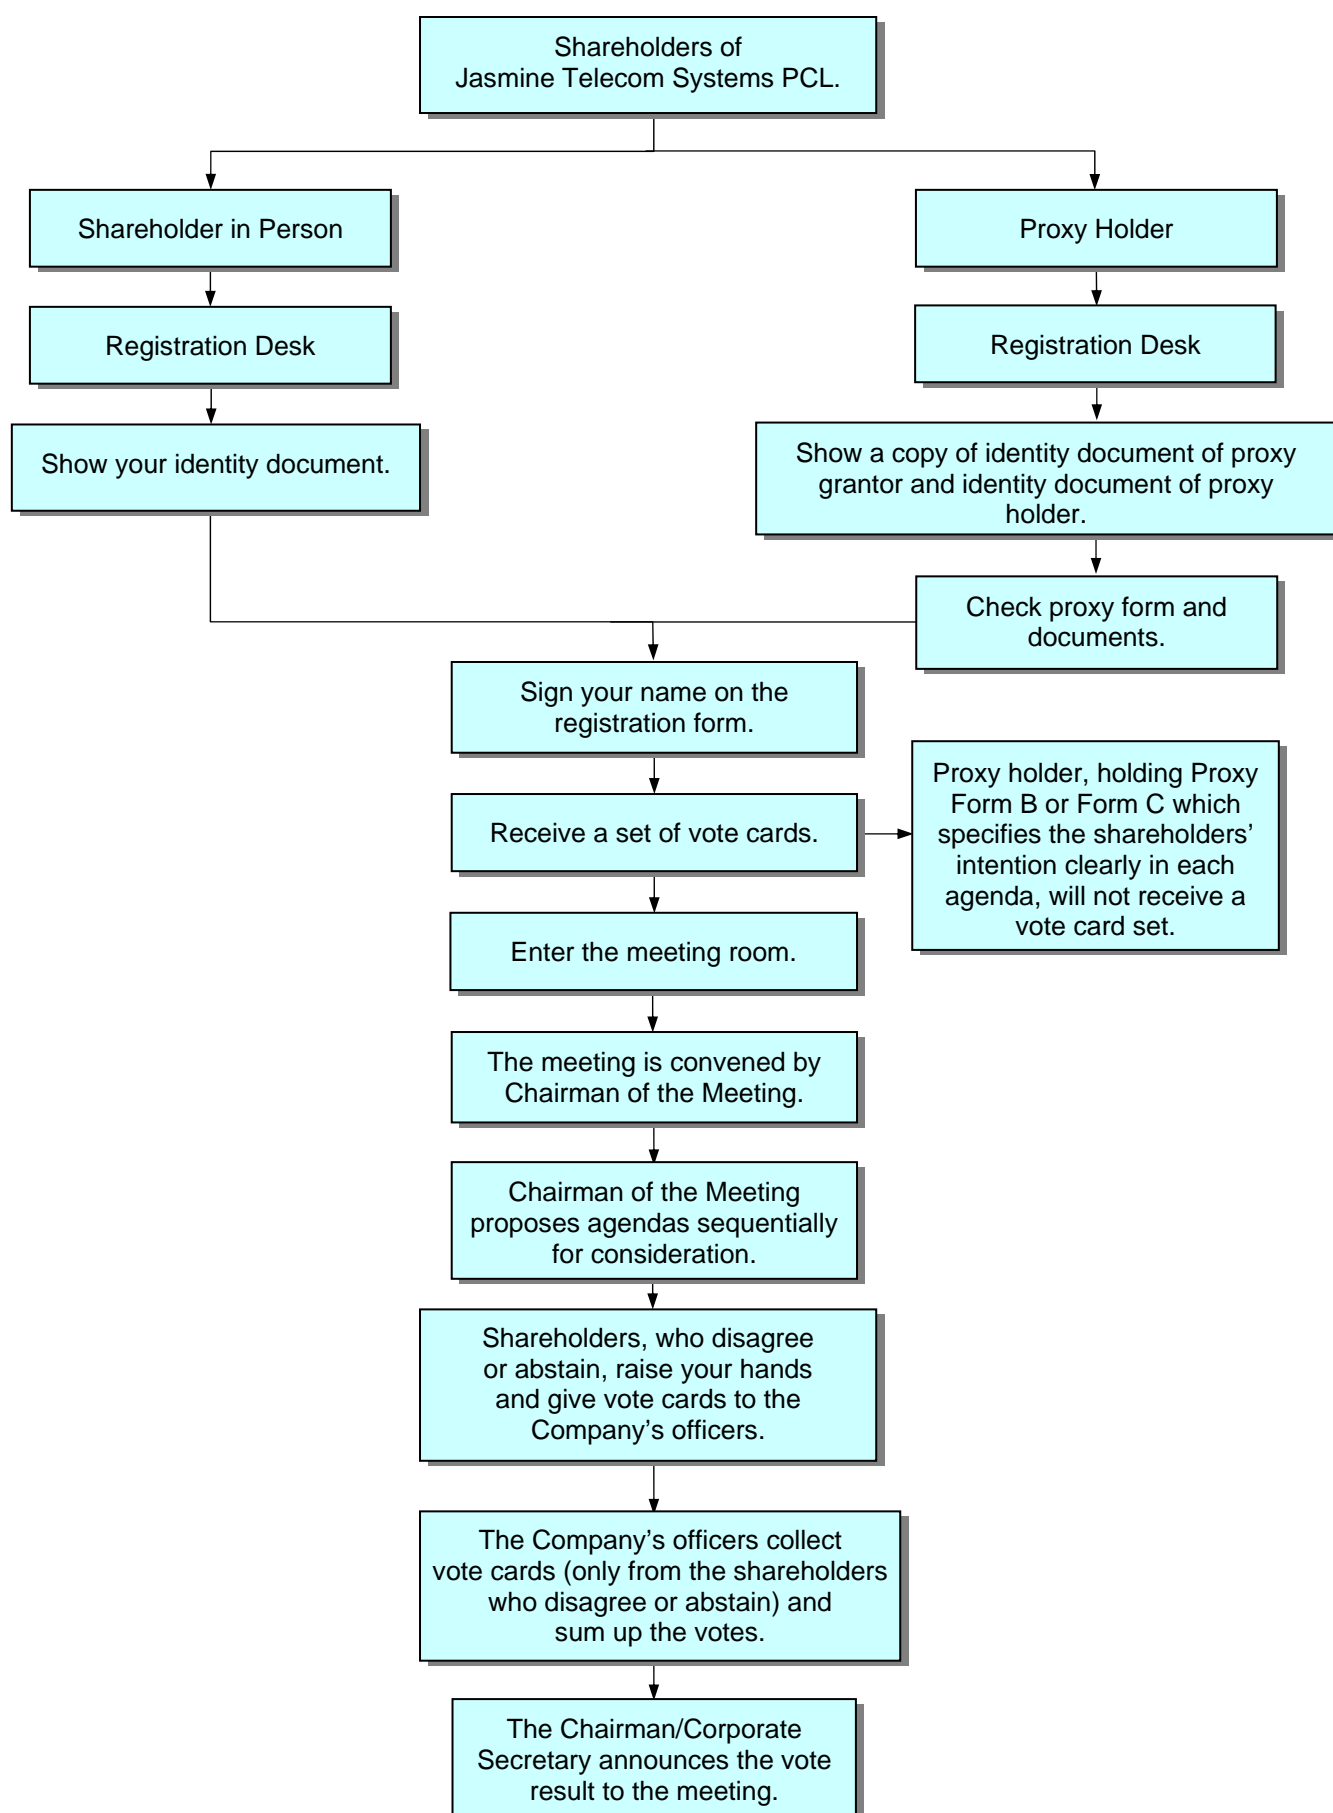 Shareholders of
Jasmine Telecom Systems PCL.
Shareholder in Person
Proxy Holder
Registration Desk
Registration Desk
Show your identity document.
Show a copy of identity document of proxy
grantor and identity document of proxy
holder.
Check proxy form and
documents.
Sign your name on the
registration form.
Receive a set of vote cards.
Proxy holder, holding Proxy
Form B or Form C which
specifies the shareholders’
intention clearly in each
agenda, will not receive a
vote card set.
Enter the meeting room.
The meeting is convened by
Chairman of the Meeting.
Chairman of the Meeting
proposes agendas sequentially
for consideration.
Shareholders, who disagree
or abstain, raise your hands
and give vote cards to the
Company’s officers.
The Company’s officers collect
vote cards (only from the shareholders
who disagree or abstain) and
sum up the votes.
The Chairman/Corporate
Secretary announces the vote
result to the meeting.